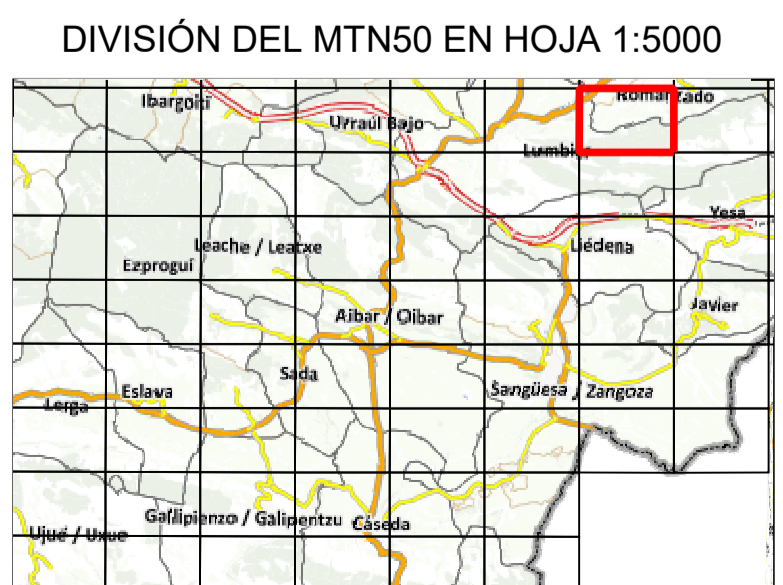 DIVISIÓN DEL MTN50 EN HOJA 1:5000
Romanzado
Ibargoiti
Urraúl Bajo
Lumbier
Yesa
Leache / Leatxe
Liédena
Ezprogui
Javier
Aibar / Oibar
Sada
Eslava
Sangüesa / Zangoza
Lerga
Gallipienzo / Galipentzu
Cáseda
Ujué / Uxue